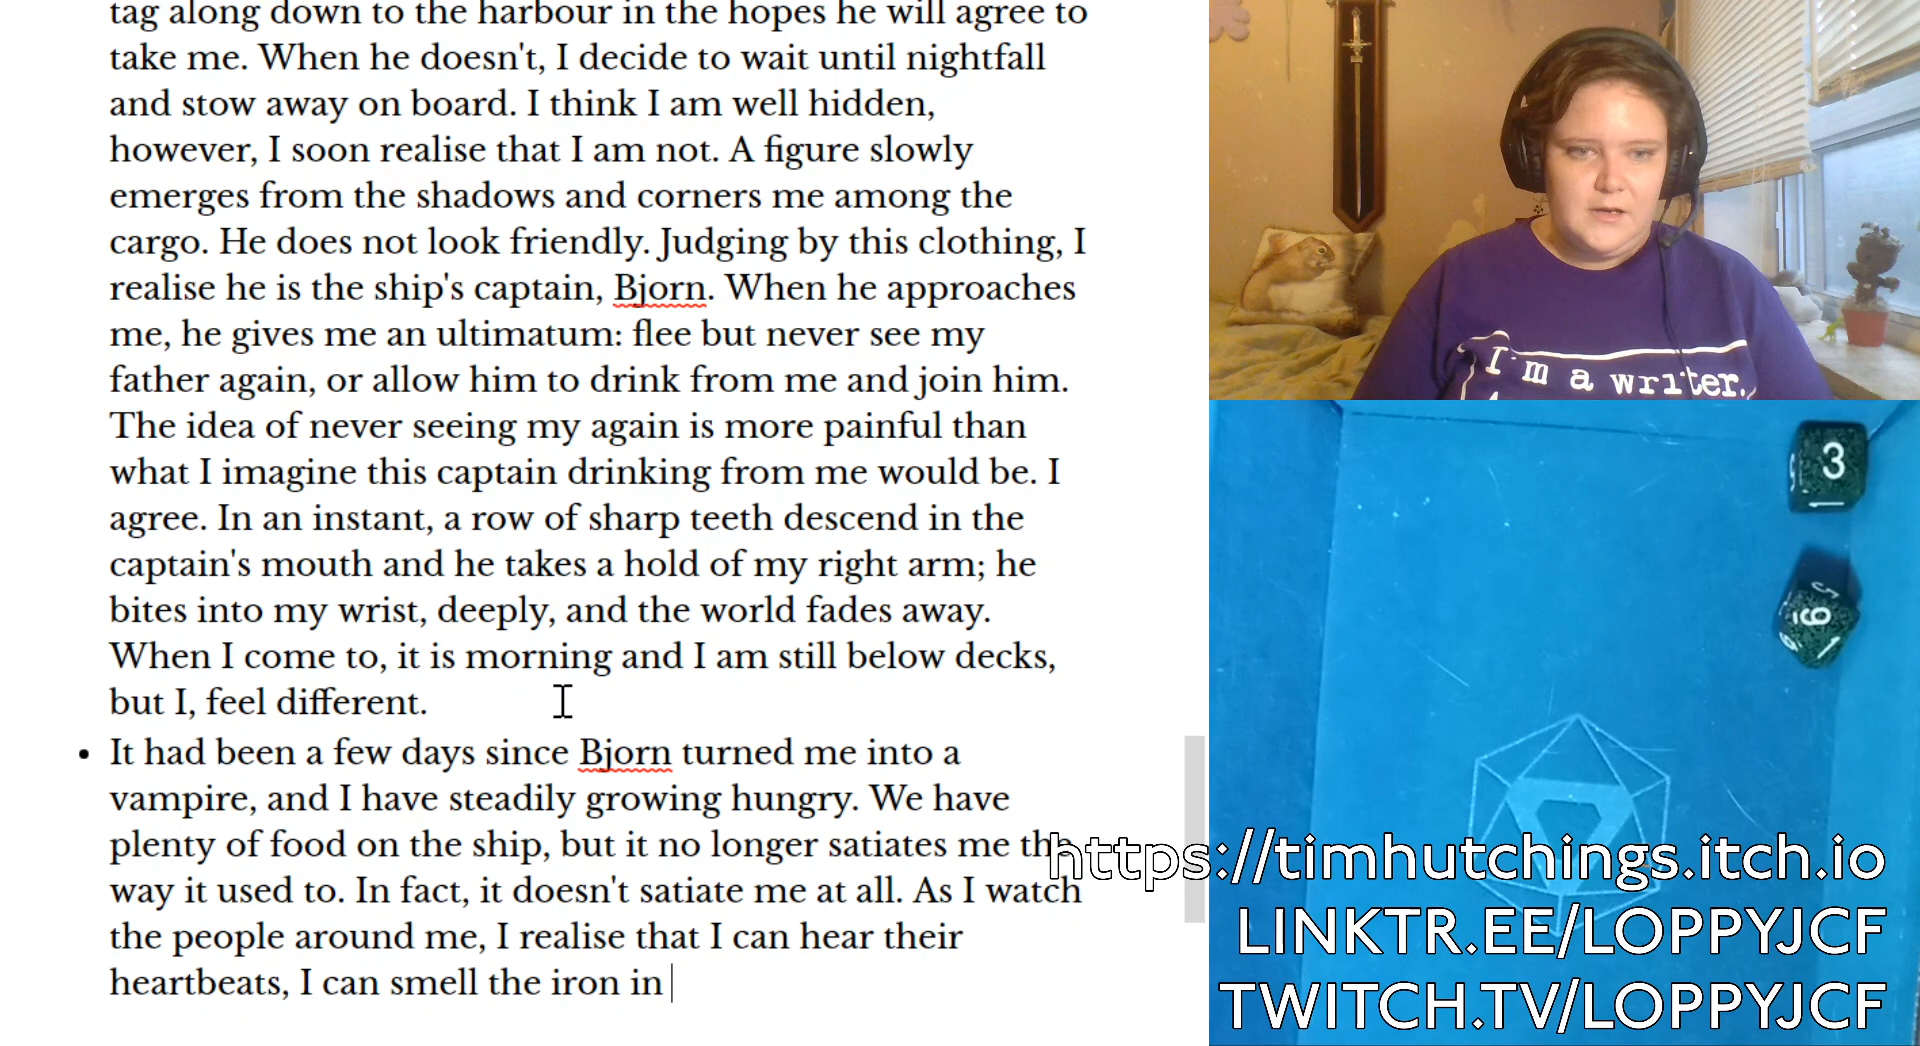 tag along down to the harbour in the hopes he will agree to
take me. When he doesn't, I decide to wait until nightfall
and stow away on board. I think I am well hidden,
however, I soon realise that I am not. A figure slowly
emerges from the shadows and corners me among the
cargo. He does not look friendly. Judging by this clothing, I
realise he is the ship's captain, Bjorn. When he approaches
me, he gives me an ultimatum: flee but never see my
father again, or allow him to drink from me and join him.
The idea of never seeing my again is more painful than
what I imagine this captain drinking from me would be. I
agree. In an instant, a row of sharp teeth descend in the
captain's mouth and he takes a hold of my right arm; he
bites into my wrist, deeply, and the world fades away.
When I come to, it is morning and I am still below decks,
but I, feel different.
• It had been a few days since Bjorn turned me into a
vampire, and I have steadily growing hungry. We have
plenty of food on the ship, but it no longer satiates me the
way it used to. In fact, it doesn't satiate me at all. As I watch
the people around me, I realise that I can hear their
heartbeats, I can smell the iron in
I'm a writer.
3
1
https://timhutchings.itch.io
LINKTR.EE/LOPPYJCF
TWITCH.TV/LOPPYJCF